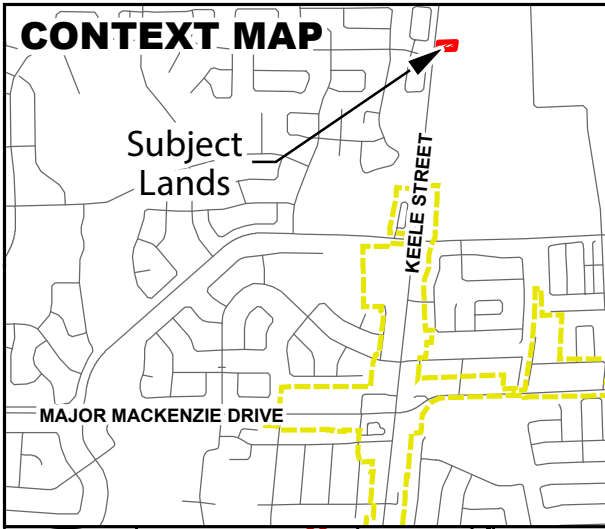 CONTEXT MAP
Subject
Lands
KEELE STREET
MAJOR MACKENZIE DRIVE